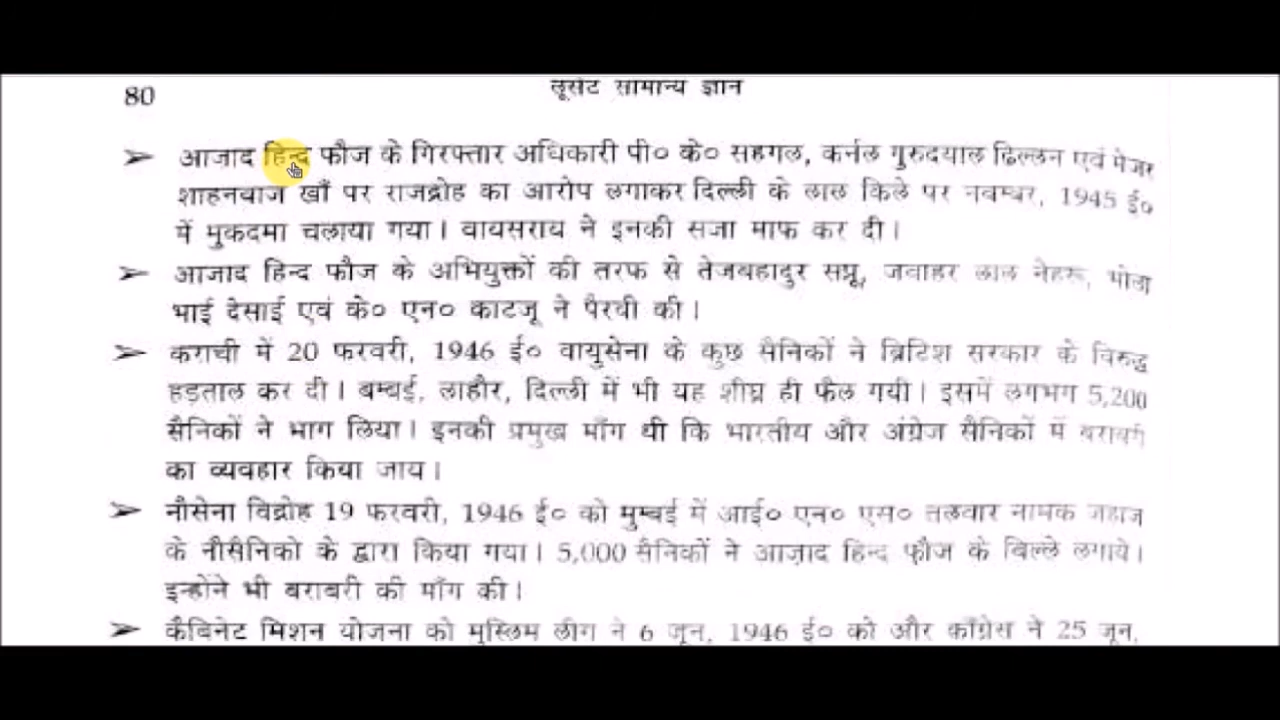 80 लूसेंट सामान्य ज्ञान
➢ आजाद हिन्द फौज के गिरफ्तार अधिकारी पी० के० सहगल, कर्नल गुरुदयाल ढिल्लन एवं मेजर
शाहनवाज खाँ पर राजद्रोह का आरोप लगाकर दिल्ली के लाल किले पर नवम्बर, 1945 ई०
में मुकदमा चलाया गया। वायसराय ने इनकी सजा माफ कर दी।
➢ आजाद हिन्द फौज के अभियुक्तों की तरफ से तेजबहादुर सप्रू, जवाहर लाल नेहरू, भोला
भाई देसाई एवं के० एन० काटजू ने पैरवी की।
➢ कराची में 20 फरवरी, 1946 ई० वायुसेना के कुछ सैनिकों ने ब्रिटिश सरकार के विरुद्ध
हड़ताल कर दी। बम्बई, लाहौर, दिल्ली में भी यह शीघ्र ही फैल गयी। इसमें लगभग 5,200
सैनिकों ने भाग लिया। इनकी प्रमुख माँग थी कि भारतीय और अंग्रेज सैनिकों में बराबरी
का व्यवहार किया जाय।
➢ नौसेना विद्रोह 19 फरवरी, 1946 ई० को मुम्बई में आई० एन० एस० तलवार नामक जहाज
के नौसैनिको के द्वारा किया गया। 5,000 सैनिकों ने आज़ाद हिन्द फ़ौज के बिल्ले लगाये।
इन्होंने भी बराबरी की माँग की।
➢ कैबिनेट मिशन योजना को मुस्लिम लीग ने 6 जून, 1946 ई० को और काँग्रेस ने 25 जून,